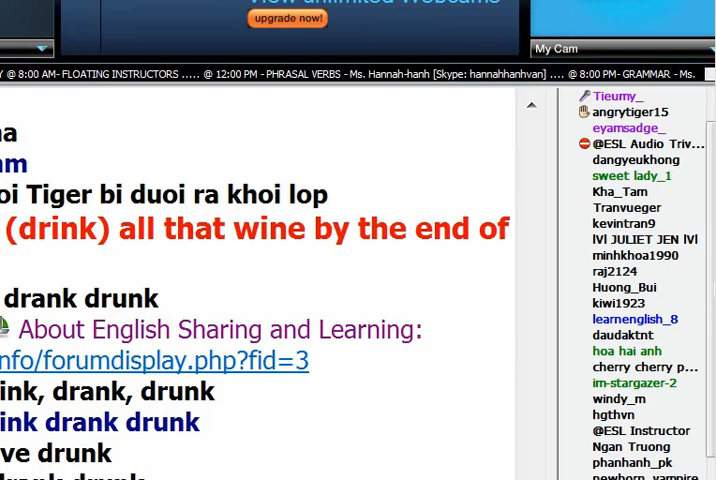 View unlimited Webcams
upgrade now!
My Cam
@ 8:00 AM- FLOATING INSTRUCTORS ..... @ 12:00 PM - PHRASAL VERBS - Ms. Hannah-hanh [Skype: hannahhanhvan] .... @ 8:00 PM- GRAMMAR - Ms.
oi Tiger bi duoi ra khoi lop
(drink) all that wine by the end of
drank drunk
About English Sharing and Learning:
nfo/forumdisplay.php?fid=3
ink, drank, drunk
ink drank drunk
ve drunk
drank drunk
Tieumy_
angrytiger15
eyamsadge_
@ESL Audio Triv...
dangyeukhong
sweet lady_1
Kha_Tam
Tranvueger
kevintran9
lVl JULIET JEN lVl
minhkhoa1990
raj2124
Huong_Bui
kiwi1923
learnenglish_8
daudaktnt
hoa hai anh
cherry cherry p...
im-stargazer-2
windy_m
hgthvn
@ESL Instructor
Ngan Truong
phanhanh_pk
newborn_vampire